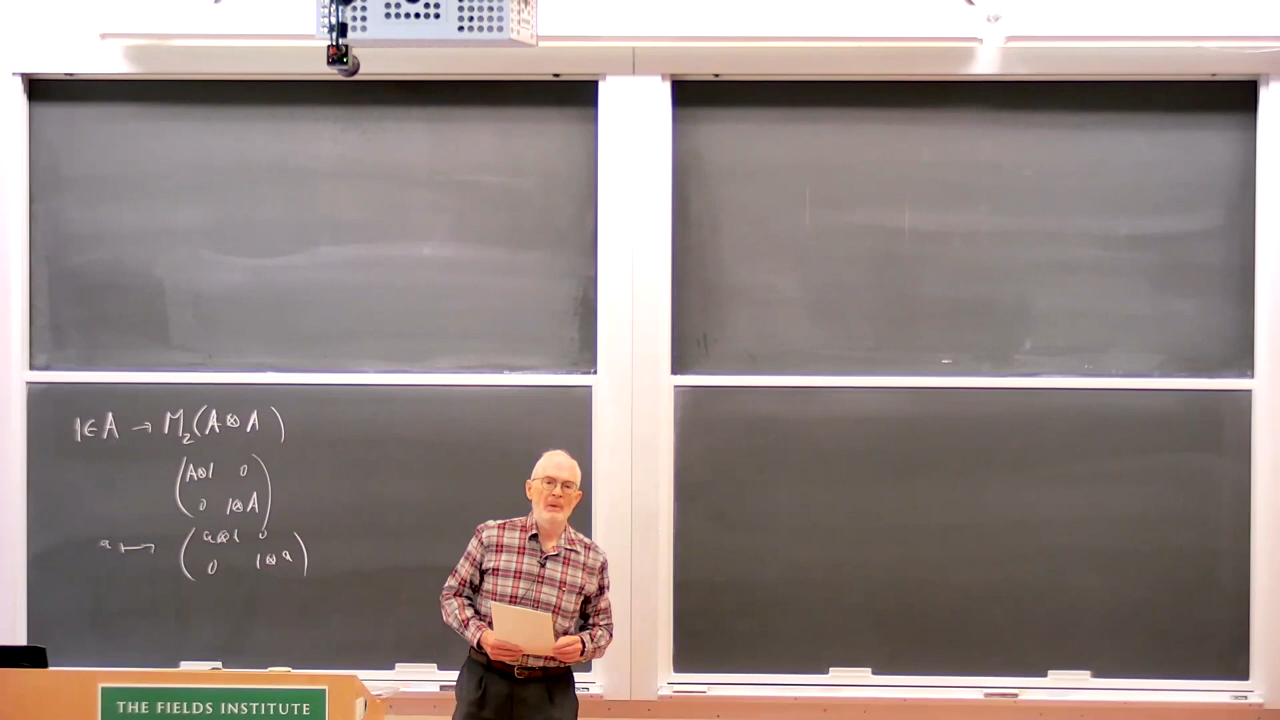 1 ∈ A → M₂(A ⊗ A)
(A⊗1 0
0 1⊗A)
a ↦ (a⊗1 0
0 1⊗a)
THE FIELDS INSTITUTE